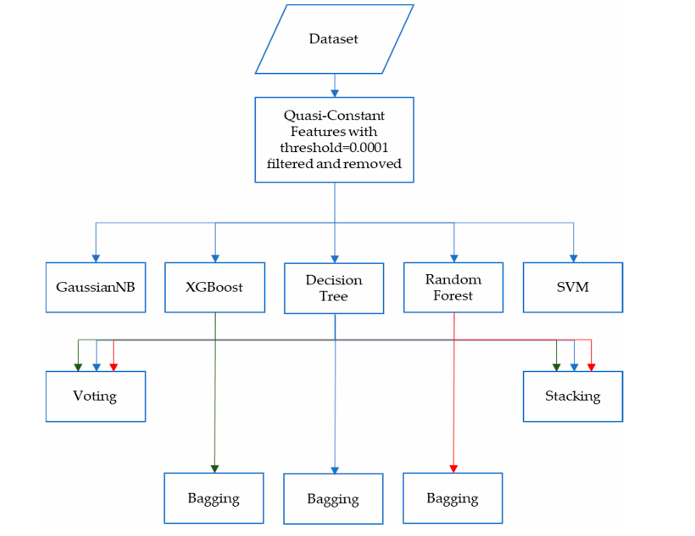 Dataset
Quasi-Constant
Features with
threshold=0.0001
filtered and removed
GaussianNB
XGBoost
Decision
Tree
Random
Forest
SVM
Voting
Stacking
Bagging
Bagging
Bagging